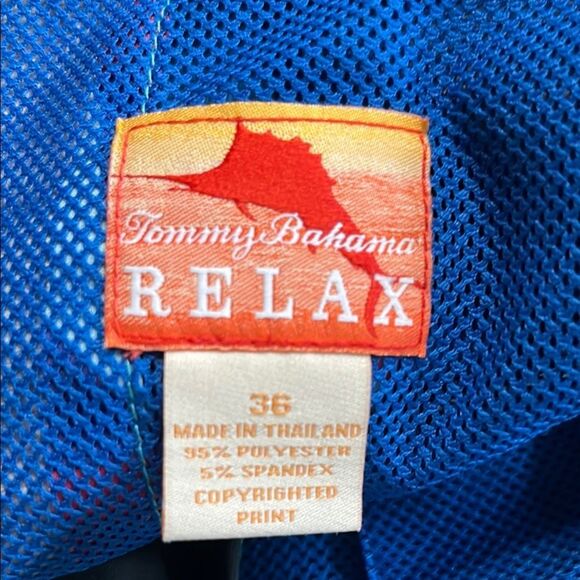 Tommy Bahama
RELAX
36
MADE IN THAILAND
95% POLYESTER
5% SPANDEX
COPYRIGHTED
PRINT